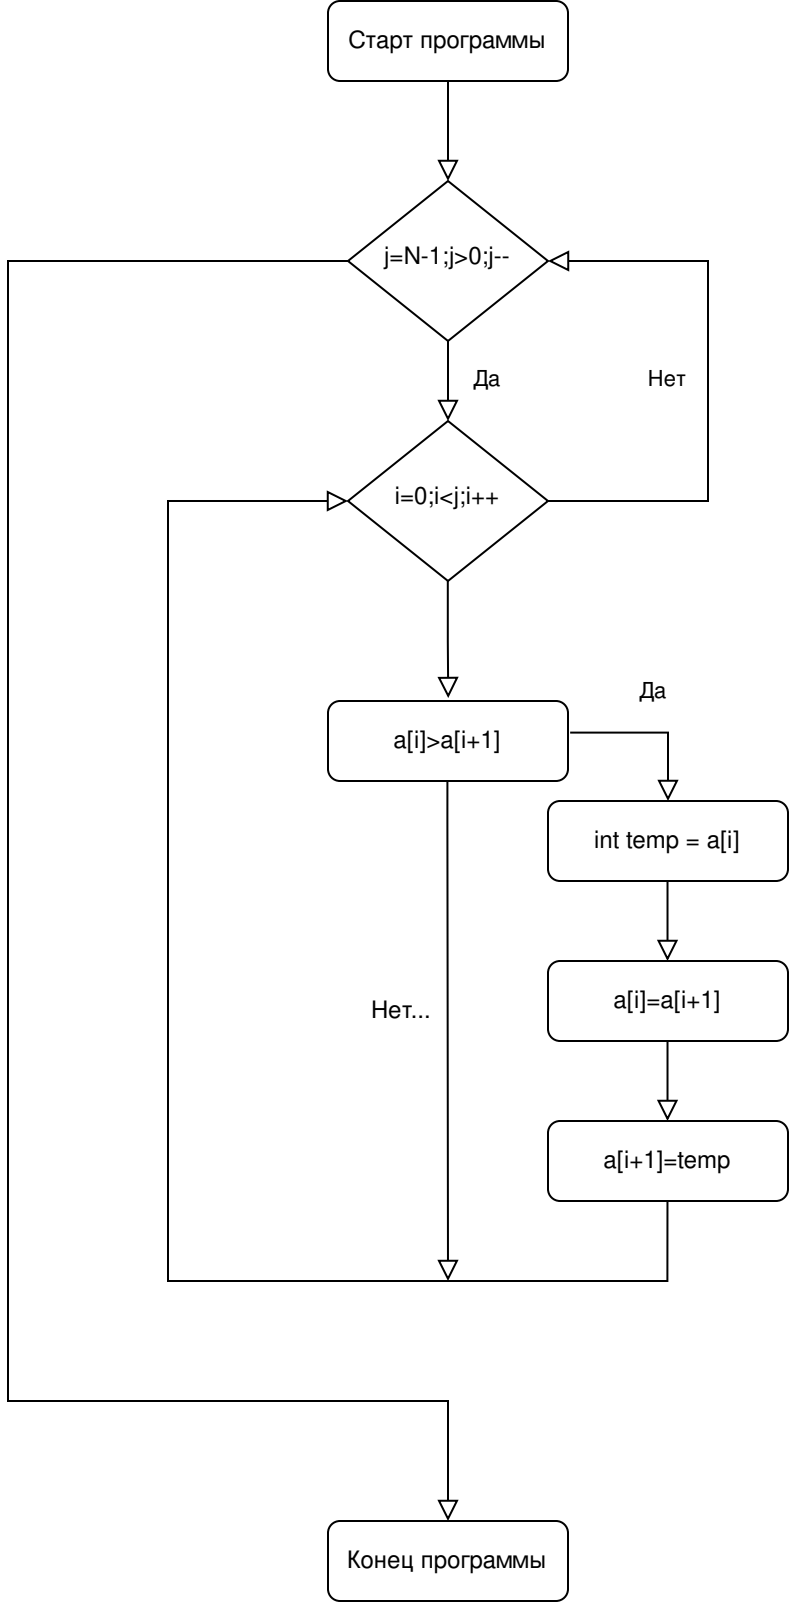 Старт программы
j=N-1;j>0;j--
Да
Нет
i=0;i<j;i++
Да
a[i]>a[i+1]
int temp = a[i]
a[i]=a[i+1]
Нет...
a[i+1]=temp
Конец программы